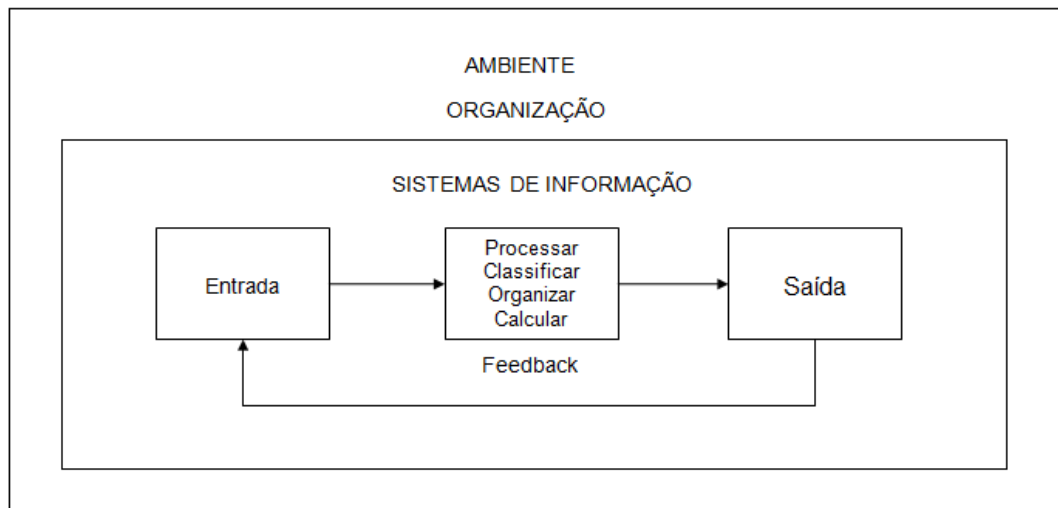 AMBIENTE
ORGANIZAÇÃO
SISTEMAS DE INFORMAÇÃO
Entrada
Processar
Classificar
Organizar
Calcular
Saída
Feedback